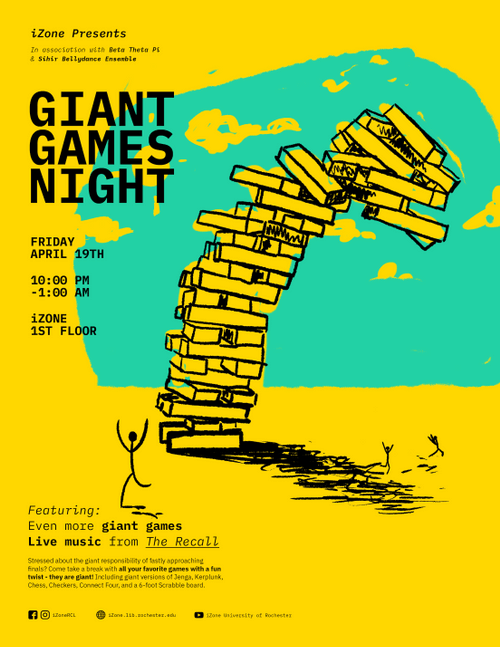 iZone Presents
In association with Beta Theta Pi
& Sihir Bellydance Ensemble
GIANT
GAMES
NIGHT
FRIDAY
APRIL 19TH
10:00 PM
-1:00 AM
iZONE
1ST FLOOR
Featuring:
Even more giant games
Live music from The Recall
Stressed about the giant responsibility of fastly approaching
finals? Come take a break with all your favorite games with a fun
twist - they are giant! Including giant versions of Jenga, Kerplunk,
Chess, Checkers, Connect Four, and a 6-foot Scrabble board.
iZoneRCL iZone.lib.rochester.edu iZone University of Rochester